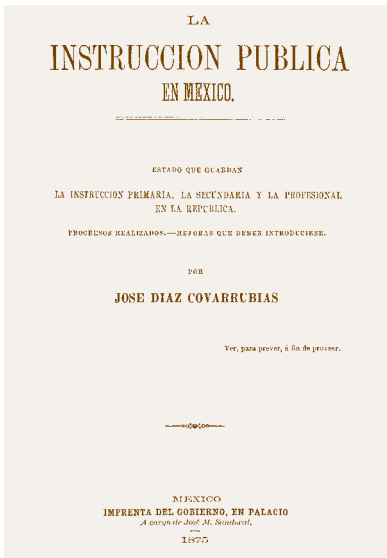 LA
INSTRUCCION PUBLICA
EN MEXICO.
ESTADO QUE GUARDAN
LA INSTRUCCION PRIMARIA, LA SECUNDARIA Y LA PROFESIONAL
EN LA REPUBLICA.
PROGRESOS REALIZADOS.—MEJORAS QUE DEBEN INTRODUCIRSE.
POR
JOSE DIAZ COVARRUBIAS
Ver, para prever, á fin de proveer.
MEXICO
IMPRENTA DEL GOBIERNO, EN PALACIO
A cargo de José M. Sandoval,
1875